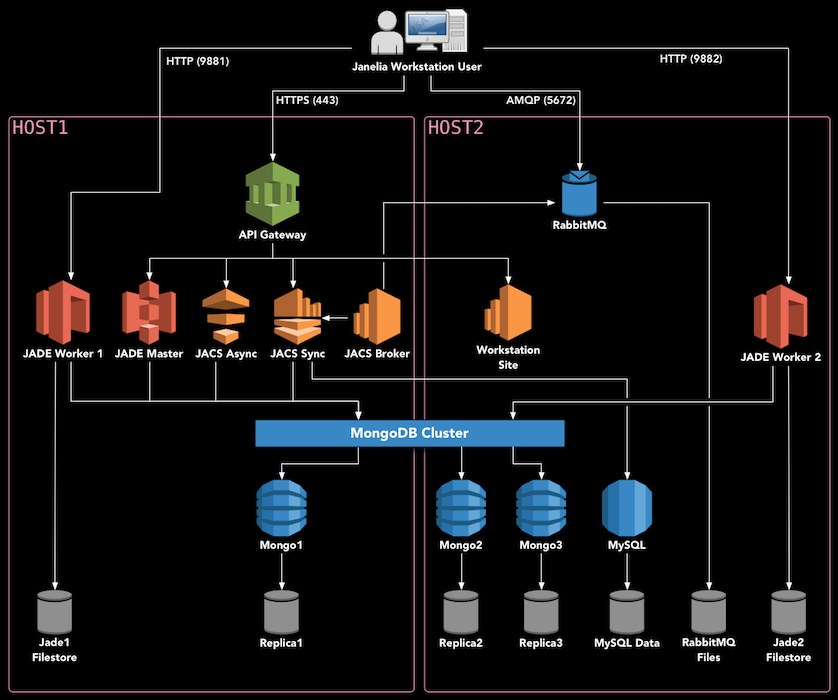 Janelia Workstation User
HTTP (9881)
HTTP (9882)
HTTPS (443)
AMQP (5672)
HOST1
HOST2
API Gateway
RabbitMQ
JADE Worker 1
JADE Master
JACS Async
JACS Sync
JACS Broker
Workstation
Site
JADE Worker 2
MongoDB Cluster
Mongo1
Mongo2
Mongo3
MySQL
Jade1
Filestore
Replica1
Replica2
Replica3
MySQL Data
RabbitMQ
Files
Jade2
Filestore